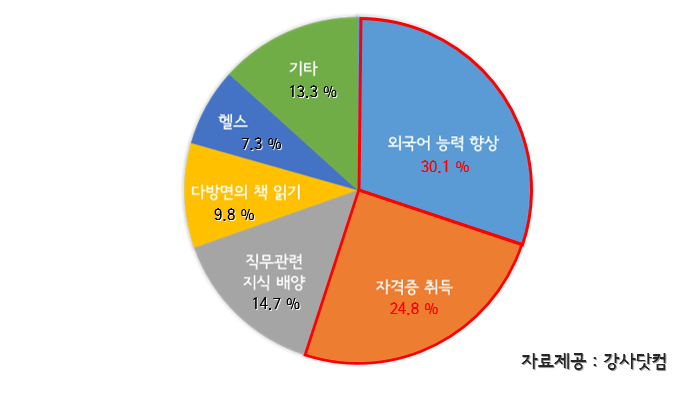 기타
13.3 %
외국어 능력 향상
30.1 %
헬스
7.3 %
다방면의 책 읽기
9.8 %
직무관련
지식 배양
14.7 %
자격증 취득
24.8 %
자료제공 : 강사닷컴